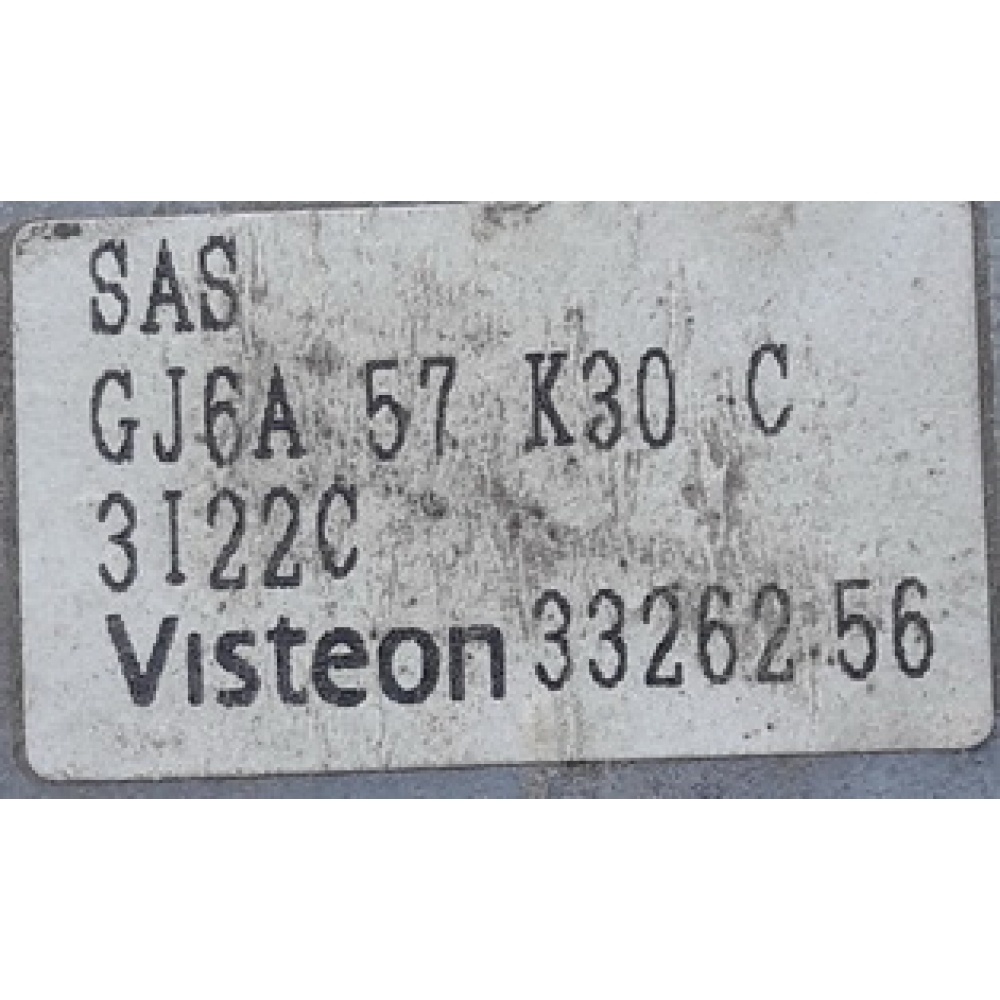 SAS
GJ6A 57 K30 C
3I22C
Visteon 33262 56